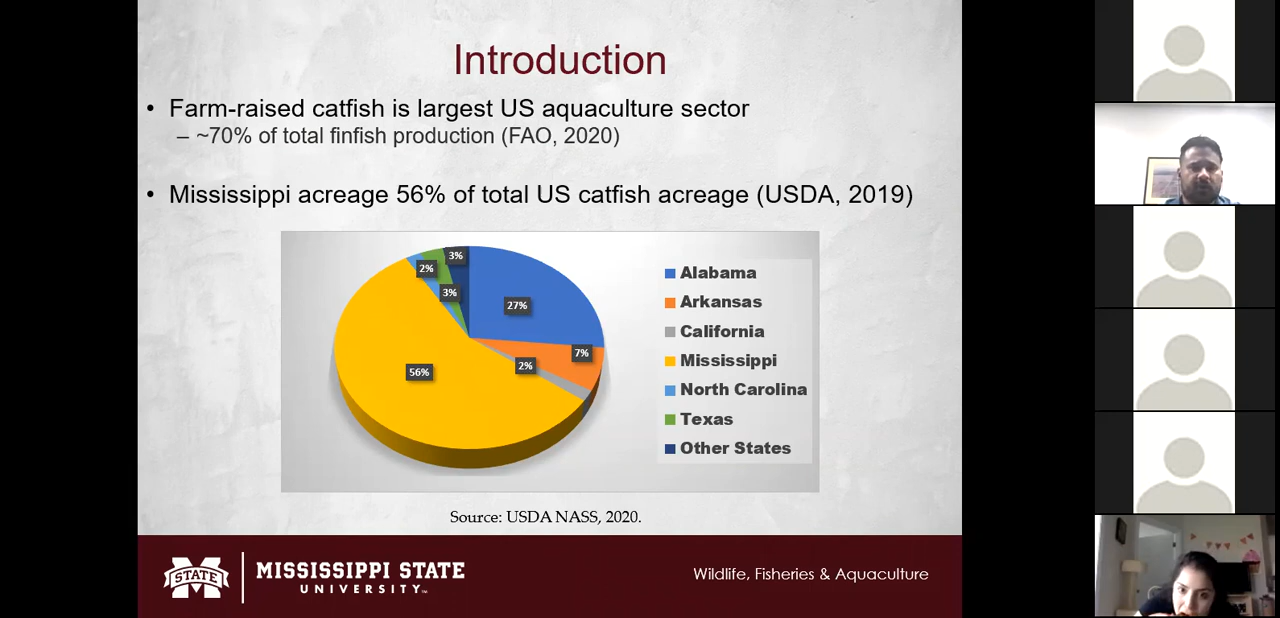 Introduction
• Farm-raised catfish is largest US aquaculture sector
– ~70% of total finfish production (FAO, 2020)
• Mississippi acreage 56% of total US catfish acreage (USDA, 2019)
3%
2%
3%
27%
7%
2%
56%
Alabama
Arkansas
California
Mississippi
North Carolina
Texas
Other States
Source: USDA NASS, 2020.
STATE
MISSISSIPPI STATE
UNIVERSITY™
Wildlife, Fisheries & Aquaculture